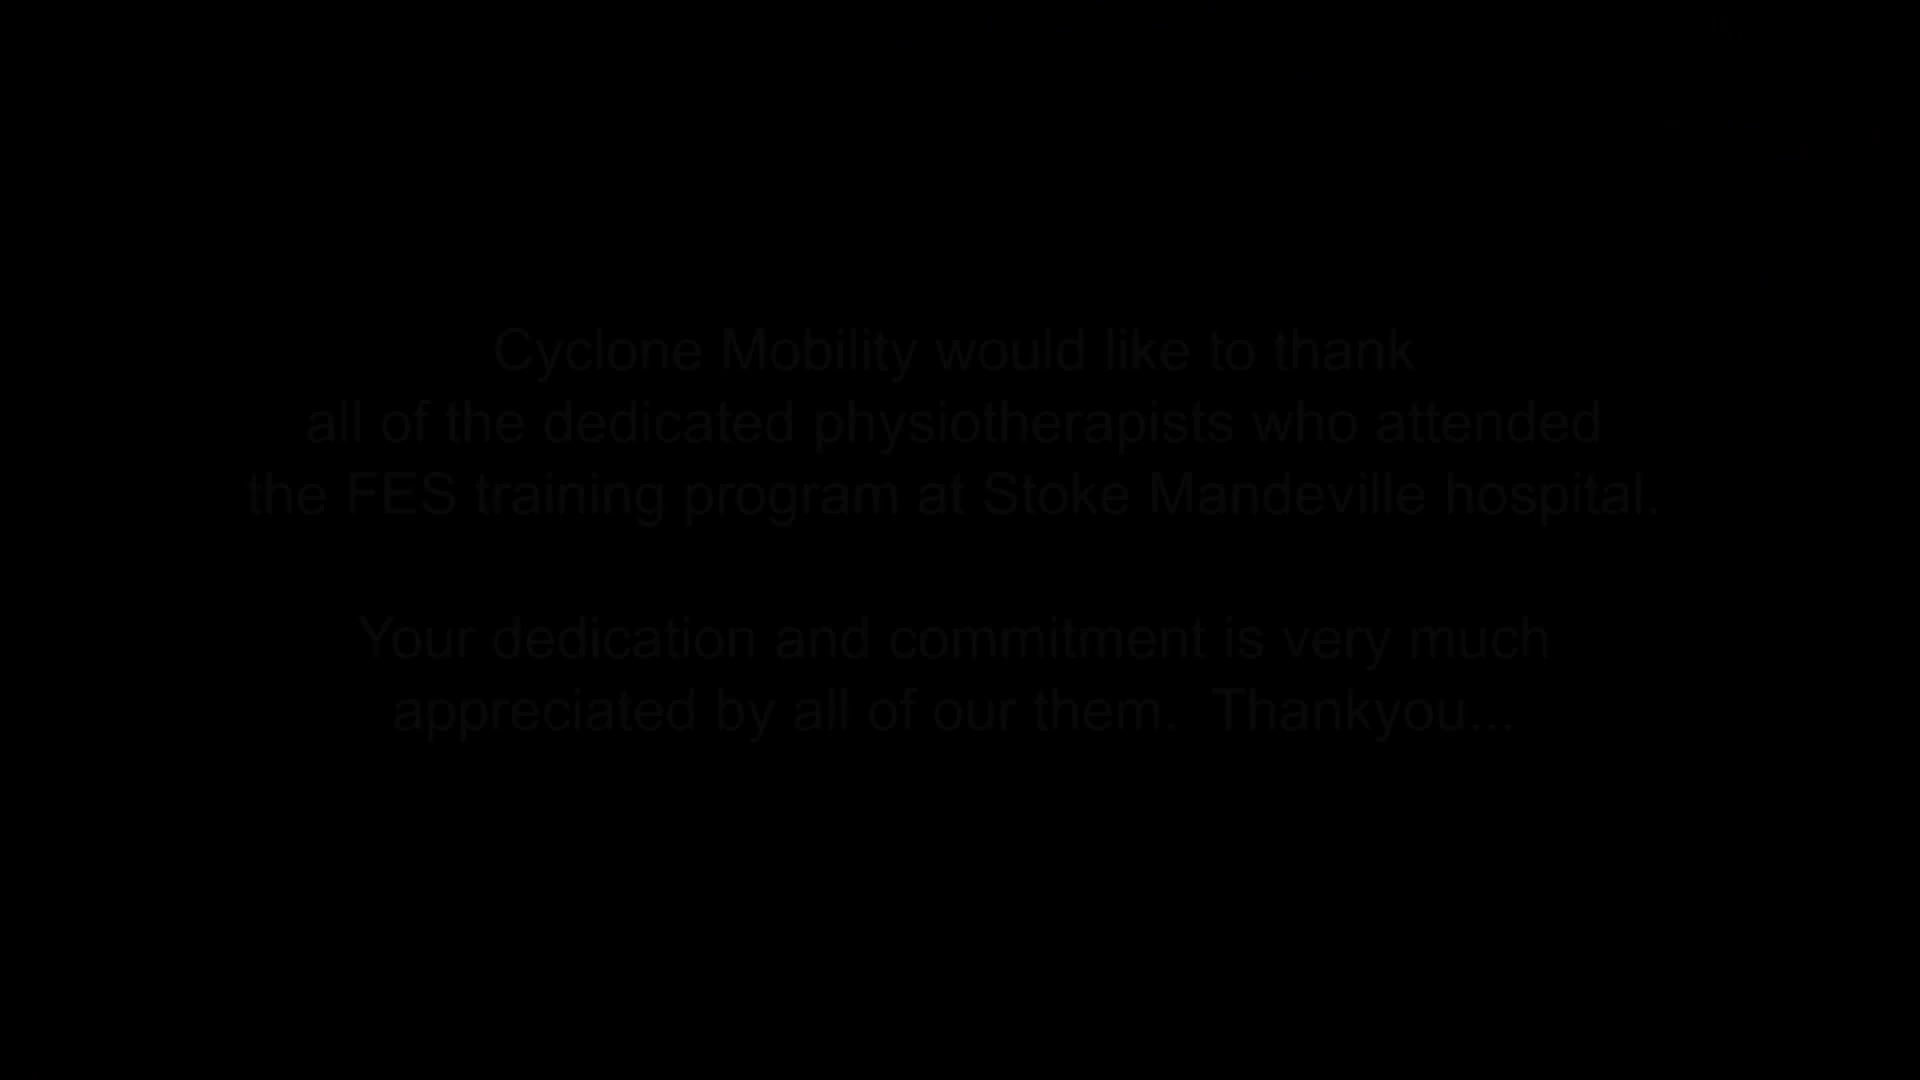 Cyclone Mobility would like to thank
all of the dedicated physiotherapists who attended
the FES training program at Stoke Mandeville hospital.
Your dedication and commitment is very much
appreciated by all of our them.  Thankyou...